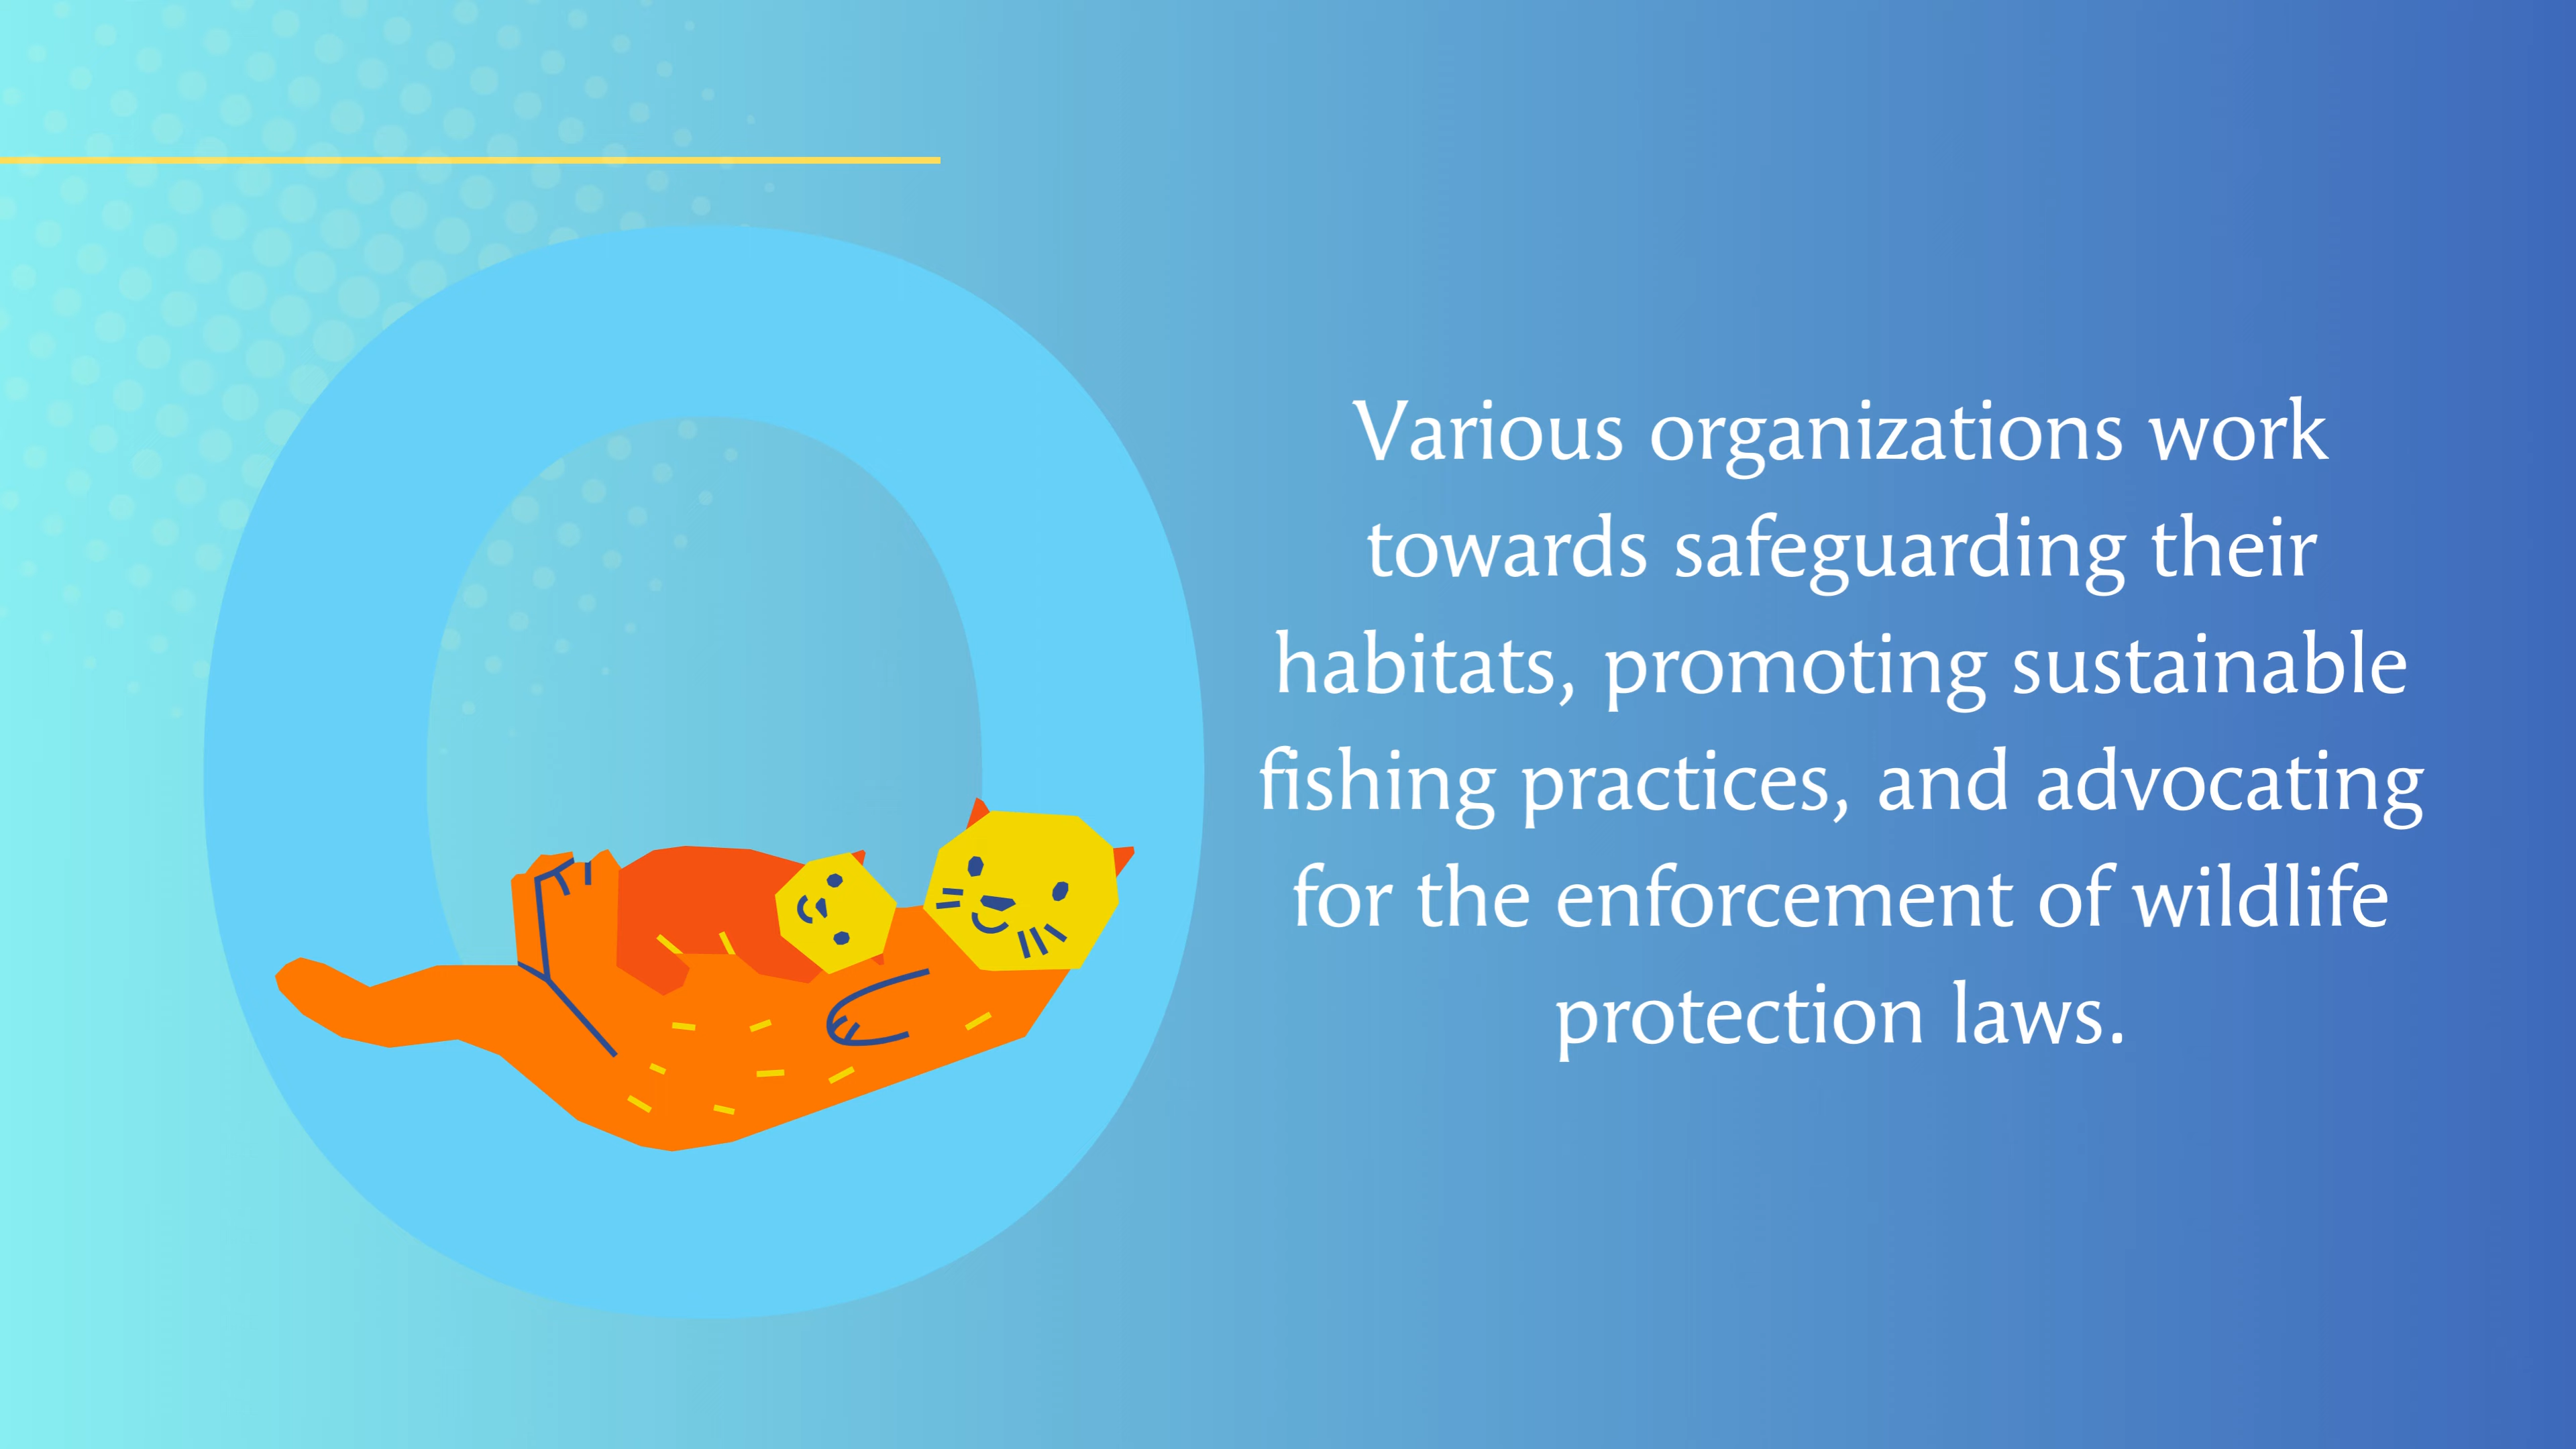 O
Various organizations work
towards safeguarding their
habitats, promoting sustainable
fishing practices, and advocating
for the enforcement of wildlife
protection laws.